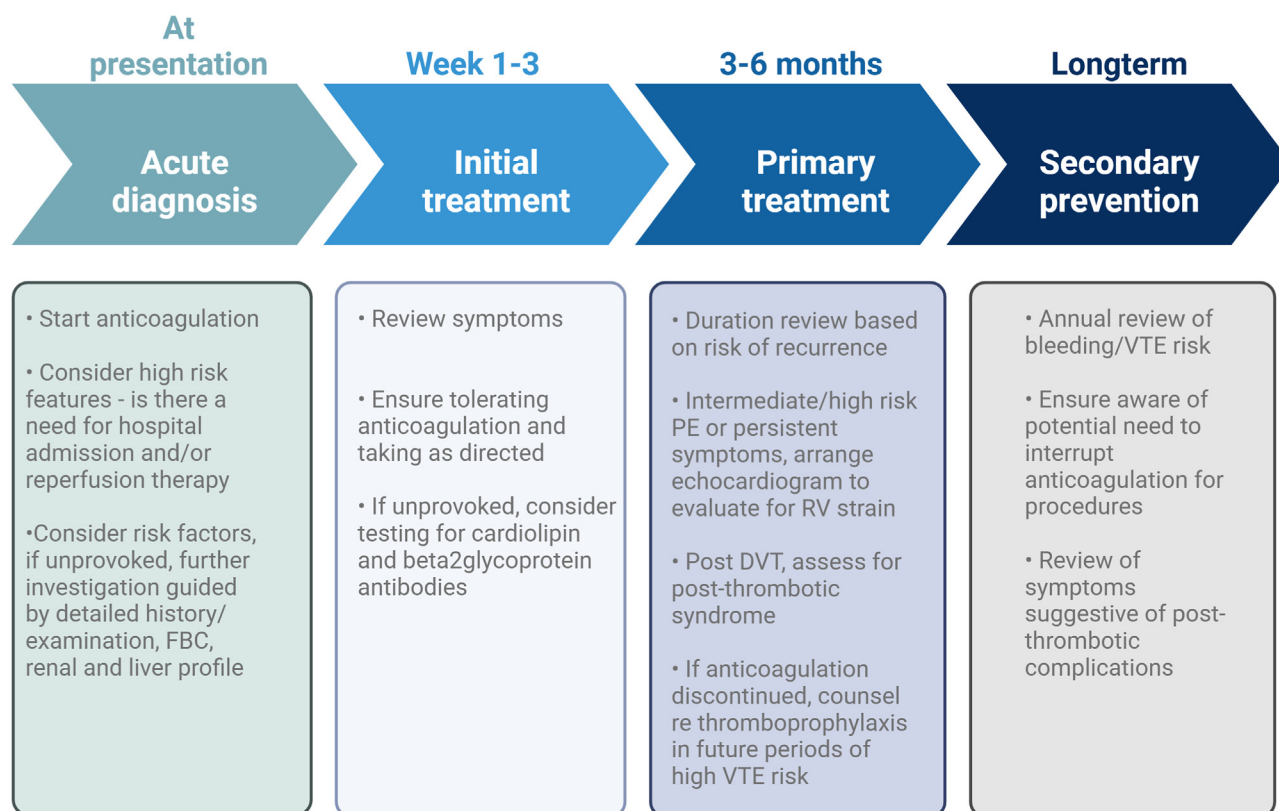 At
presentation
Week 1-3
3-6 months
Longterm
Acute
diagnosis
Initial
treatment
Primary
treatment
Secondary
prevention
• Start anticoagulation
• Consider high risk
features - is there a
need for hospital
admission and/or
reperfusion therapy
•Consider risk factors,
if unprovoked, further
investigation guided
by detailed history/
examination, FBC,
renal and liver profile
• Review symptoms
• Ensure tolerating
anticoagulation and
taking as directed
• If unprovoked, consider
testing for cardiolipin
and beta2glycoprotein
antibodies
• Duration review based
on risk of recurrence
• Intermediate/high risk
PE or persistent
symptoms, arrange
echocardiogram to
evaluate for RV strain
• Post DVT, assess for
post-thrombotic
syndrome
• If anticoagulation
discontinued, counsel
re thromboprophylaxis
in future periods of
high VTE risk
• Annual review of
bleeding/VTE risk
• Ensure aware of
potential need to
interrupt
anticoagulation for
procedures
• Review of
symptoms
suggestive of post-
thrombotic
complications